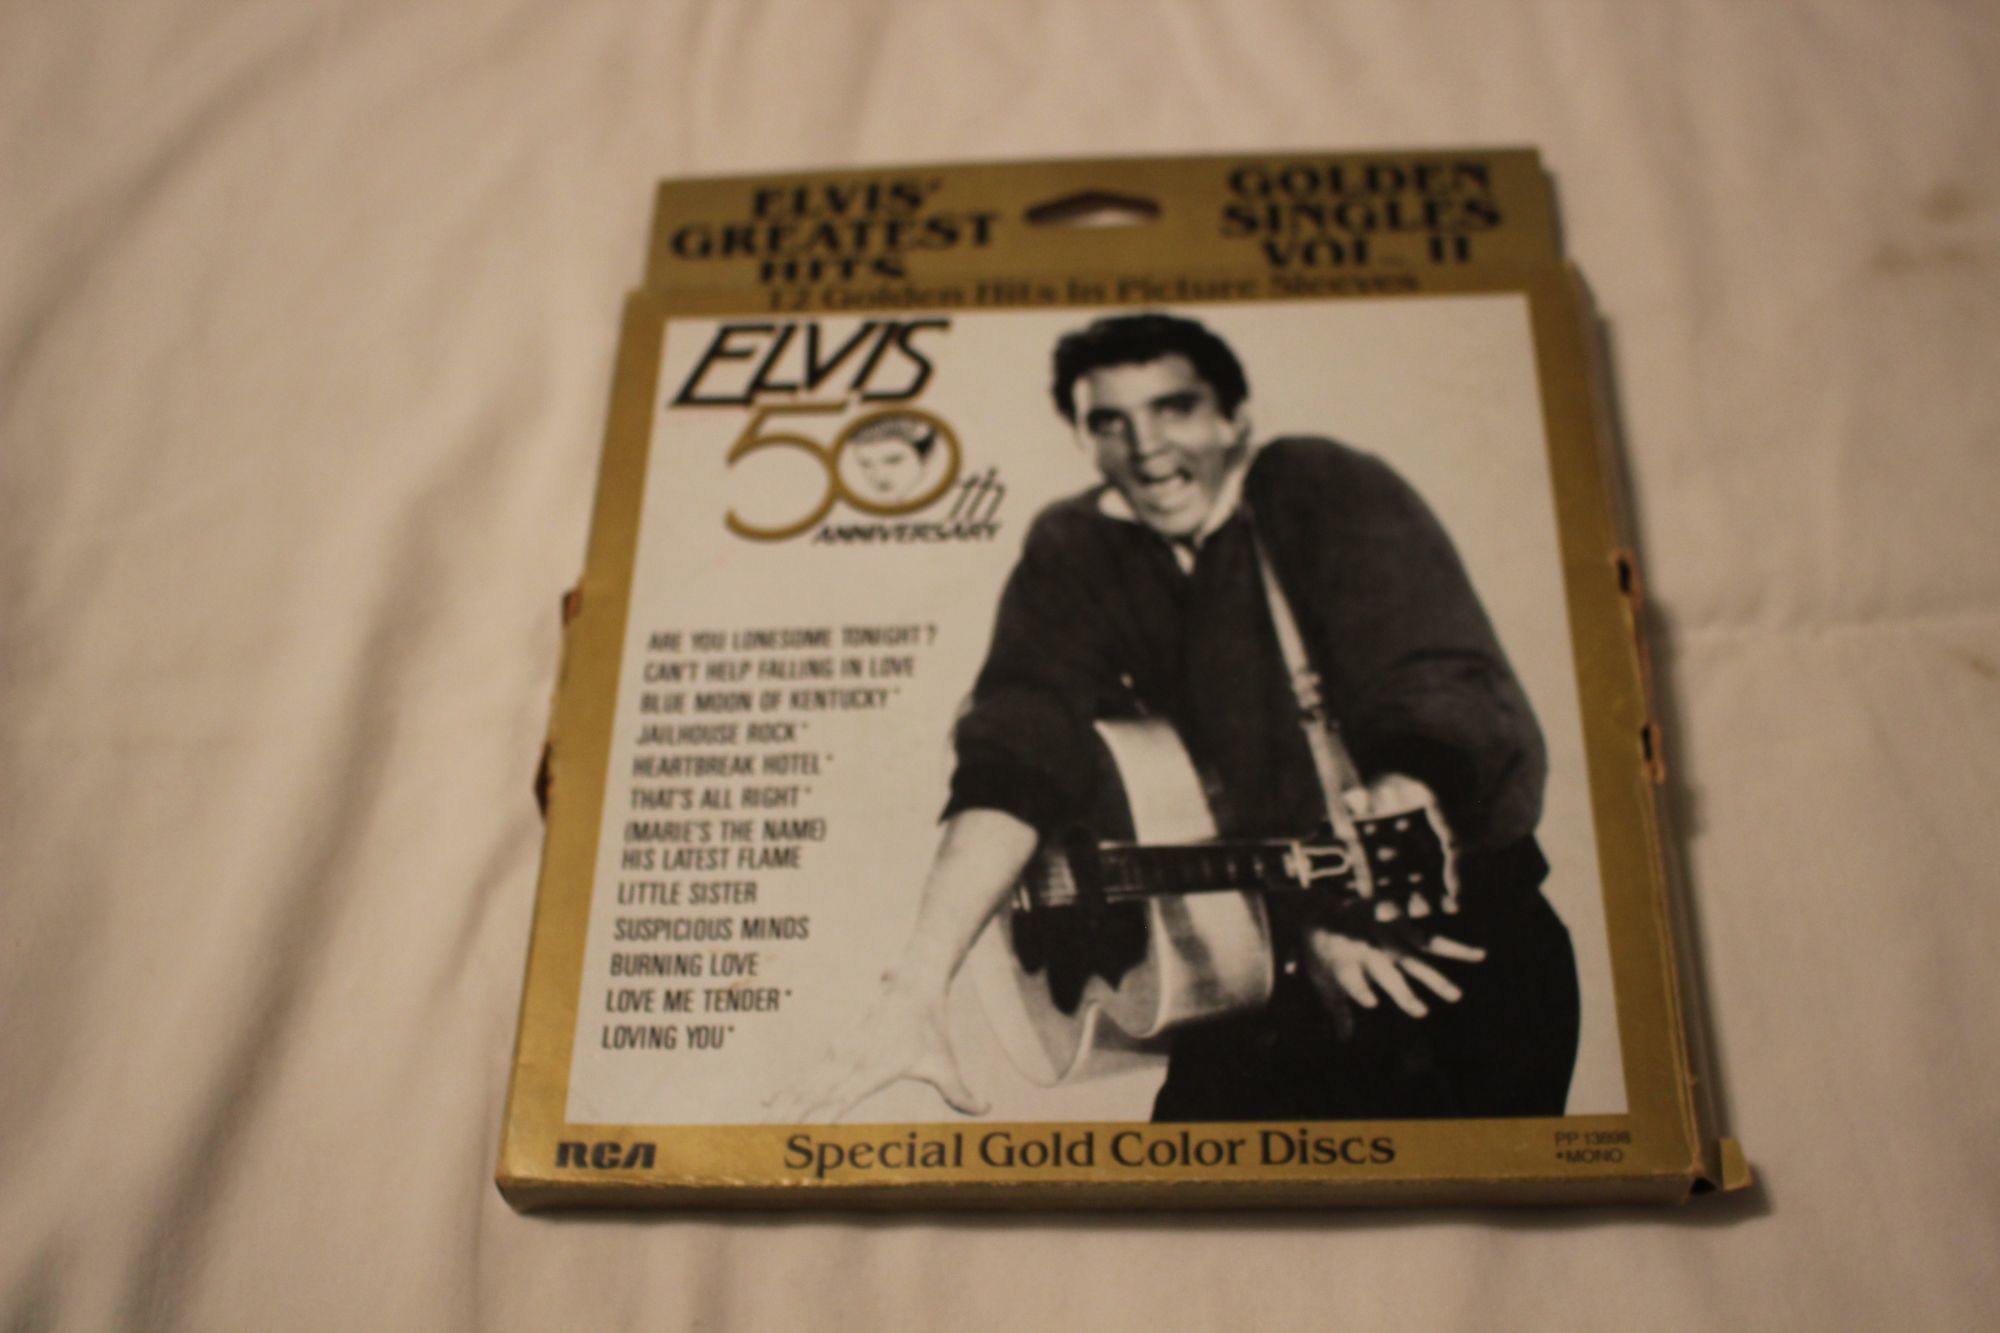 ELVIS'
GREATEST
HITS
GOLDEN
SINGLES
VOL. II
12 Golden Hits In Picture Sleeves
ELVIS
50th
ANNIVERSARY
ARE YOU LONESOME TONIGHT?
CAN'T HELP FALLING IN LOVE
BLUE MOON OF KENTUCKY*
JAILHOUSE ROCK*
HEARTBREAK HOTEL*
THAT'S ALL RIGHT*
(MARIE'S THE NAME)
HIS LATEST FLAME
LITTLE SISTER
SUSPICIOUS MINDS
BURNING LOVE
LOVE ME TENDER*
LOVING YOU*
RCA
Special Gold Color Discs
PP 13898
*MONO